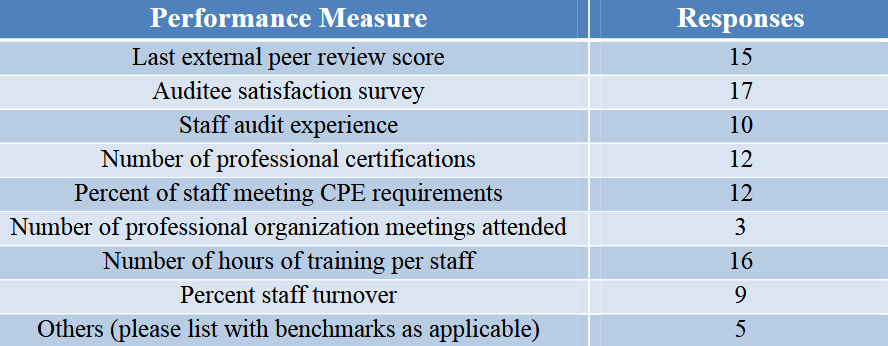 Performance Measure Responses
Last external peer review score 15
Auditee satisfaction survey 17
Staff audit experience 10
Number of professional certifications 12
Percent of staff meeting CPE requirements 12
Number of professional organization meetings attended 3
Number of hours of training per staff 16
Percent staff turnover 9
Others (please list with benchmarks as applicable) 5